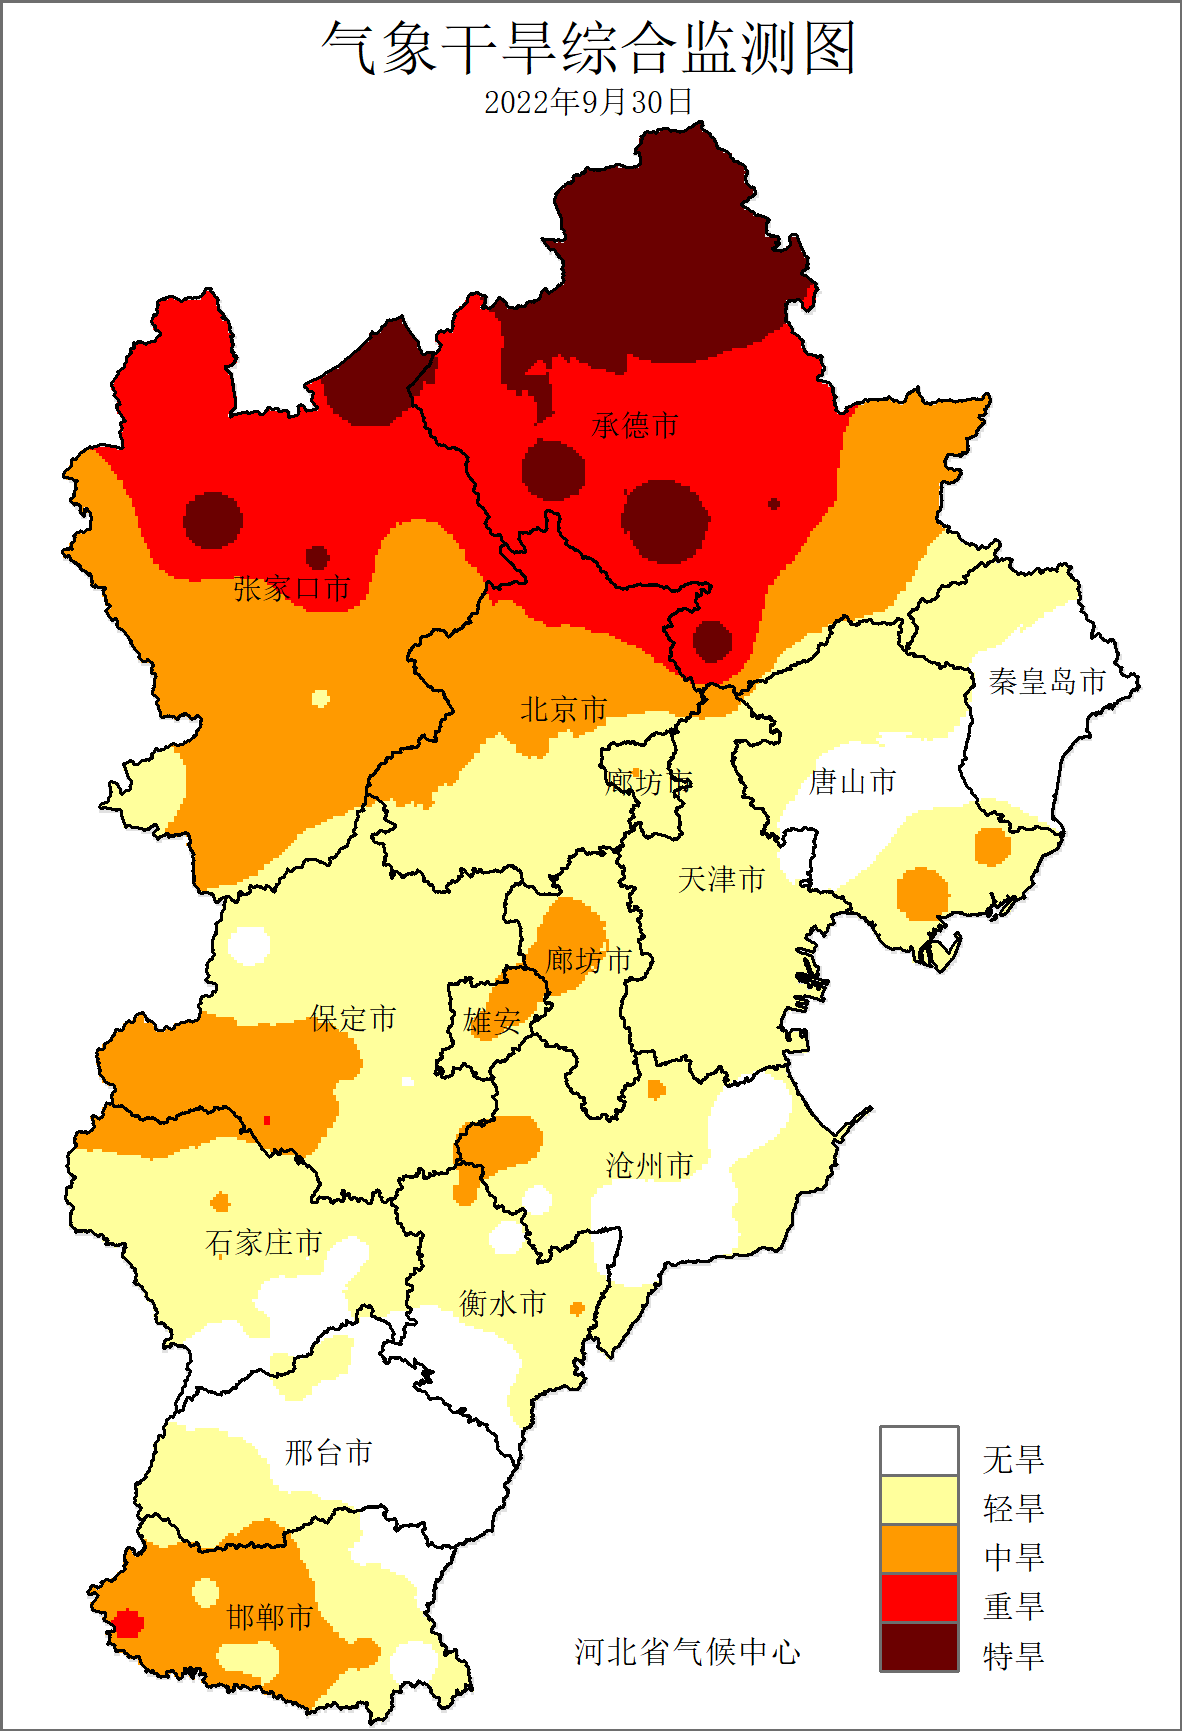 气象干旱综合监测图
2022年9月30日
承德市
张家口市
秦皇岛市
北京市
廊坊市
唐山市
天津市
廊坊市
保定市
雄安
沧州市
石家庄市
衡水市
邢台市
邯郸市
无旱
轻旱
中旱
重旱
特旱
河北省气候中心